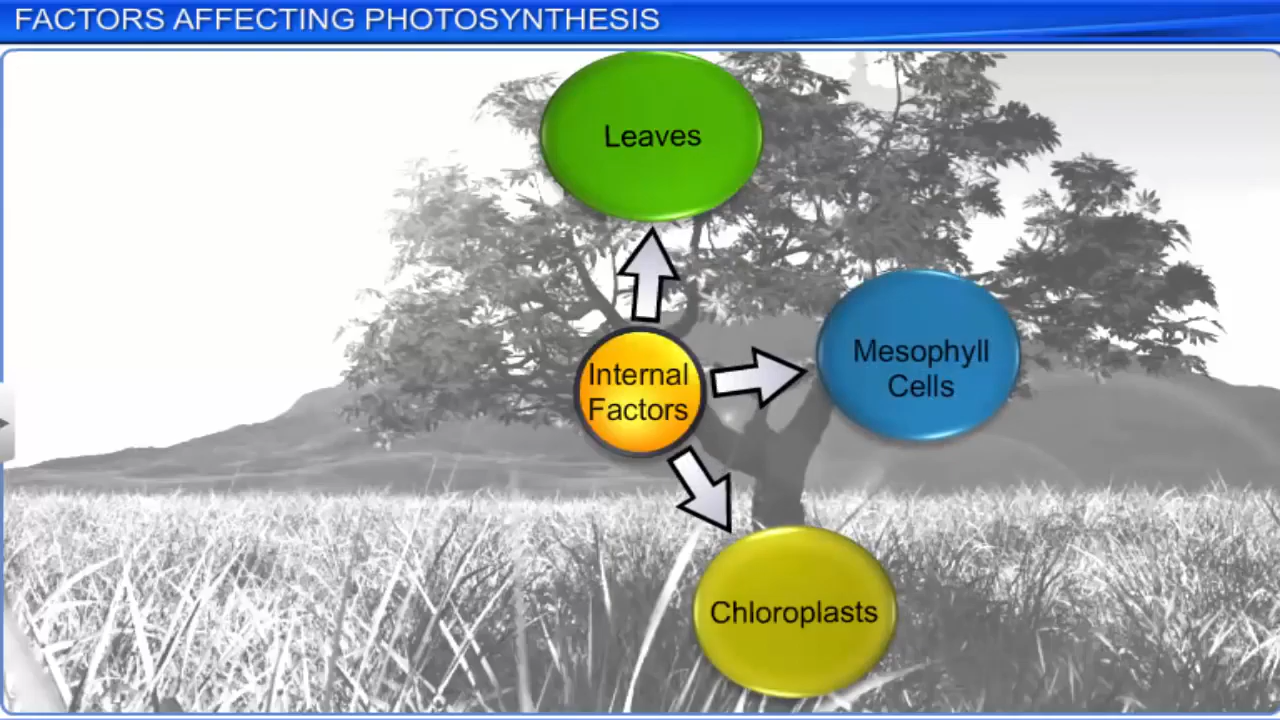 FACTORS AFFECTING PHOTOSYNTHESIS
Leaves
Internal
Factors
Mesophyll
Cells
Chloroplasts